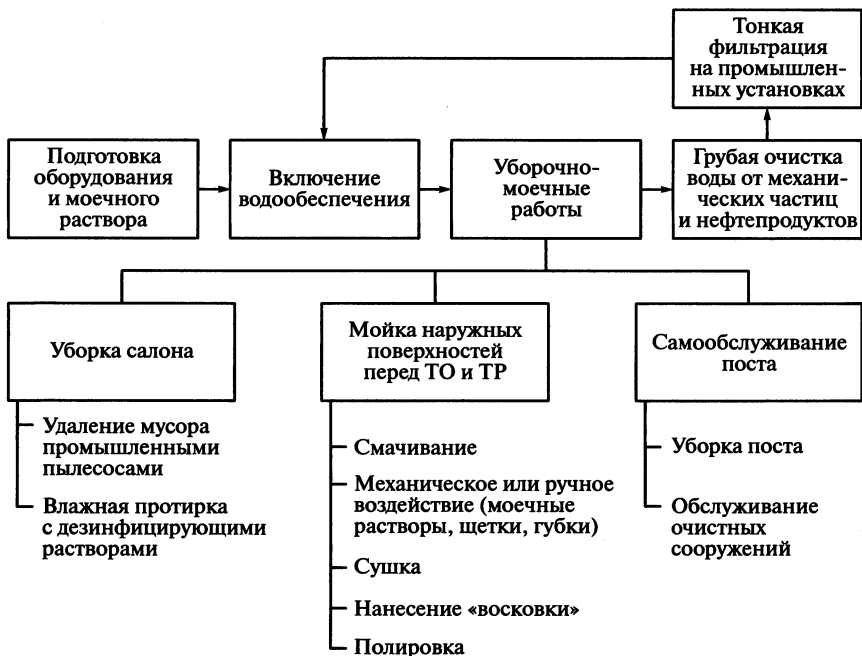 Тонкая
фильтрация
на промышлен-
ных установках
Подготовка
оборудования
и моечного
раствора
Включение
водообеспечения
Уборочно-
моечные
работы
Грубая очистка
воды от механи-
ческих частиц
и нефтепродуктов
Уборка салона
Мойка наружных
поверхностей
перед ТО и ТР
Самообслуживание
поста
Удаление мусора
промышленными
пылесосами
Влажная протирка
с дезинфицирующими
растворами
Смачивание
Механическое или ручное
воздействие (моечные
растворы, щетки, губки)
Сушка
Нанесение «восковки»
Полировка
Уборка поста
Обслуживание
очистных
сооружений